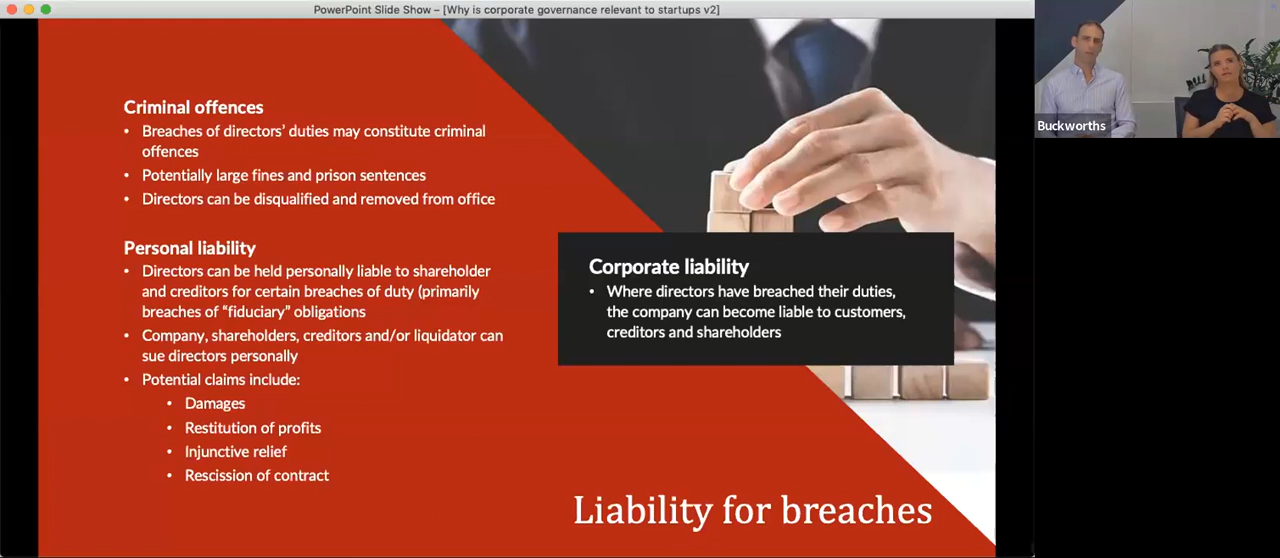 PowerPoint Slide Show – [Why is corporate governance relevant to startups v2]
Criminal offences
• Breaches of directors’ duties may constitute criminal
offences
• Potentially large fines and prison sentences
• Directors can be disqualified and removed from office
Personal liability
• Directors can be held personally liable to shareholder
and creditors for certain breaches of duty (primarily
breaches of “fiduciary” obligations
• Company, shareholders, creditors and/or liquidator can
sue directors personally
• Potential claims include:
• Damages
• Restitution of profits
• Injunctive relief
• Rescission of contract
Corporate liability
• Where directors have breached their duties,
the company can become liable to customers,
creditors and shareholders
Liability for breaches
Buckworths